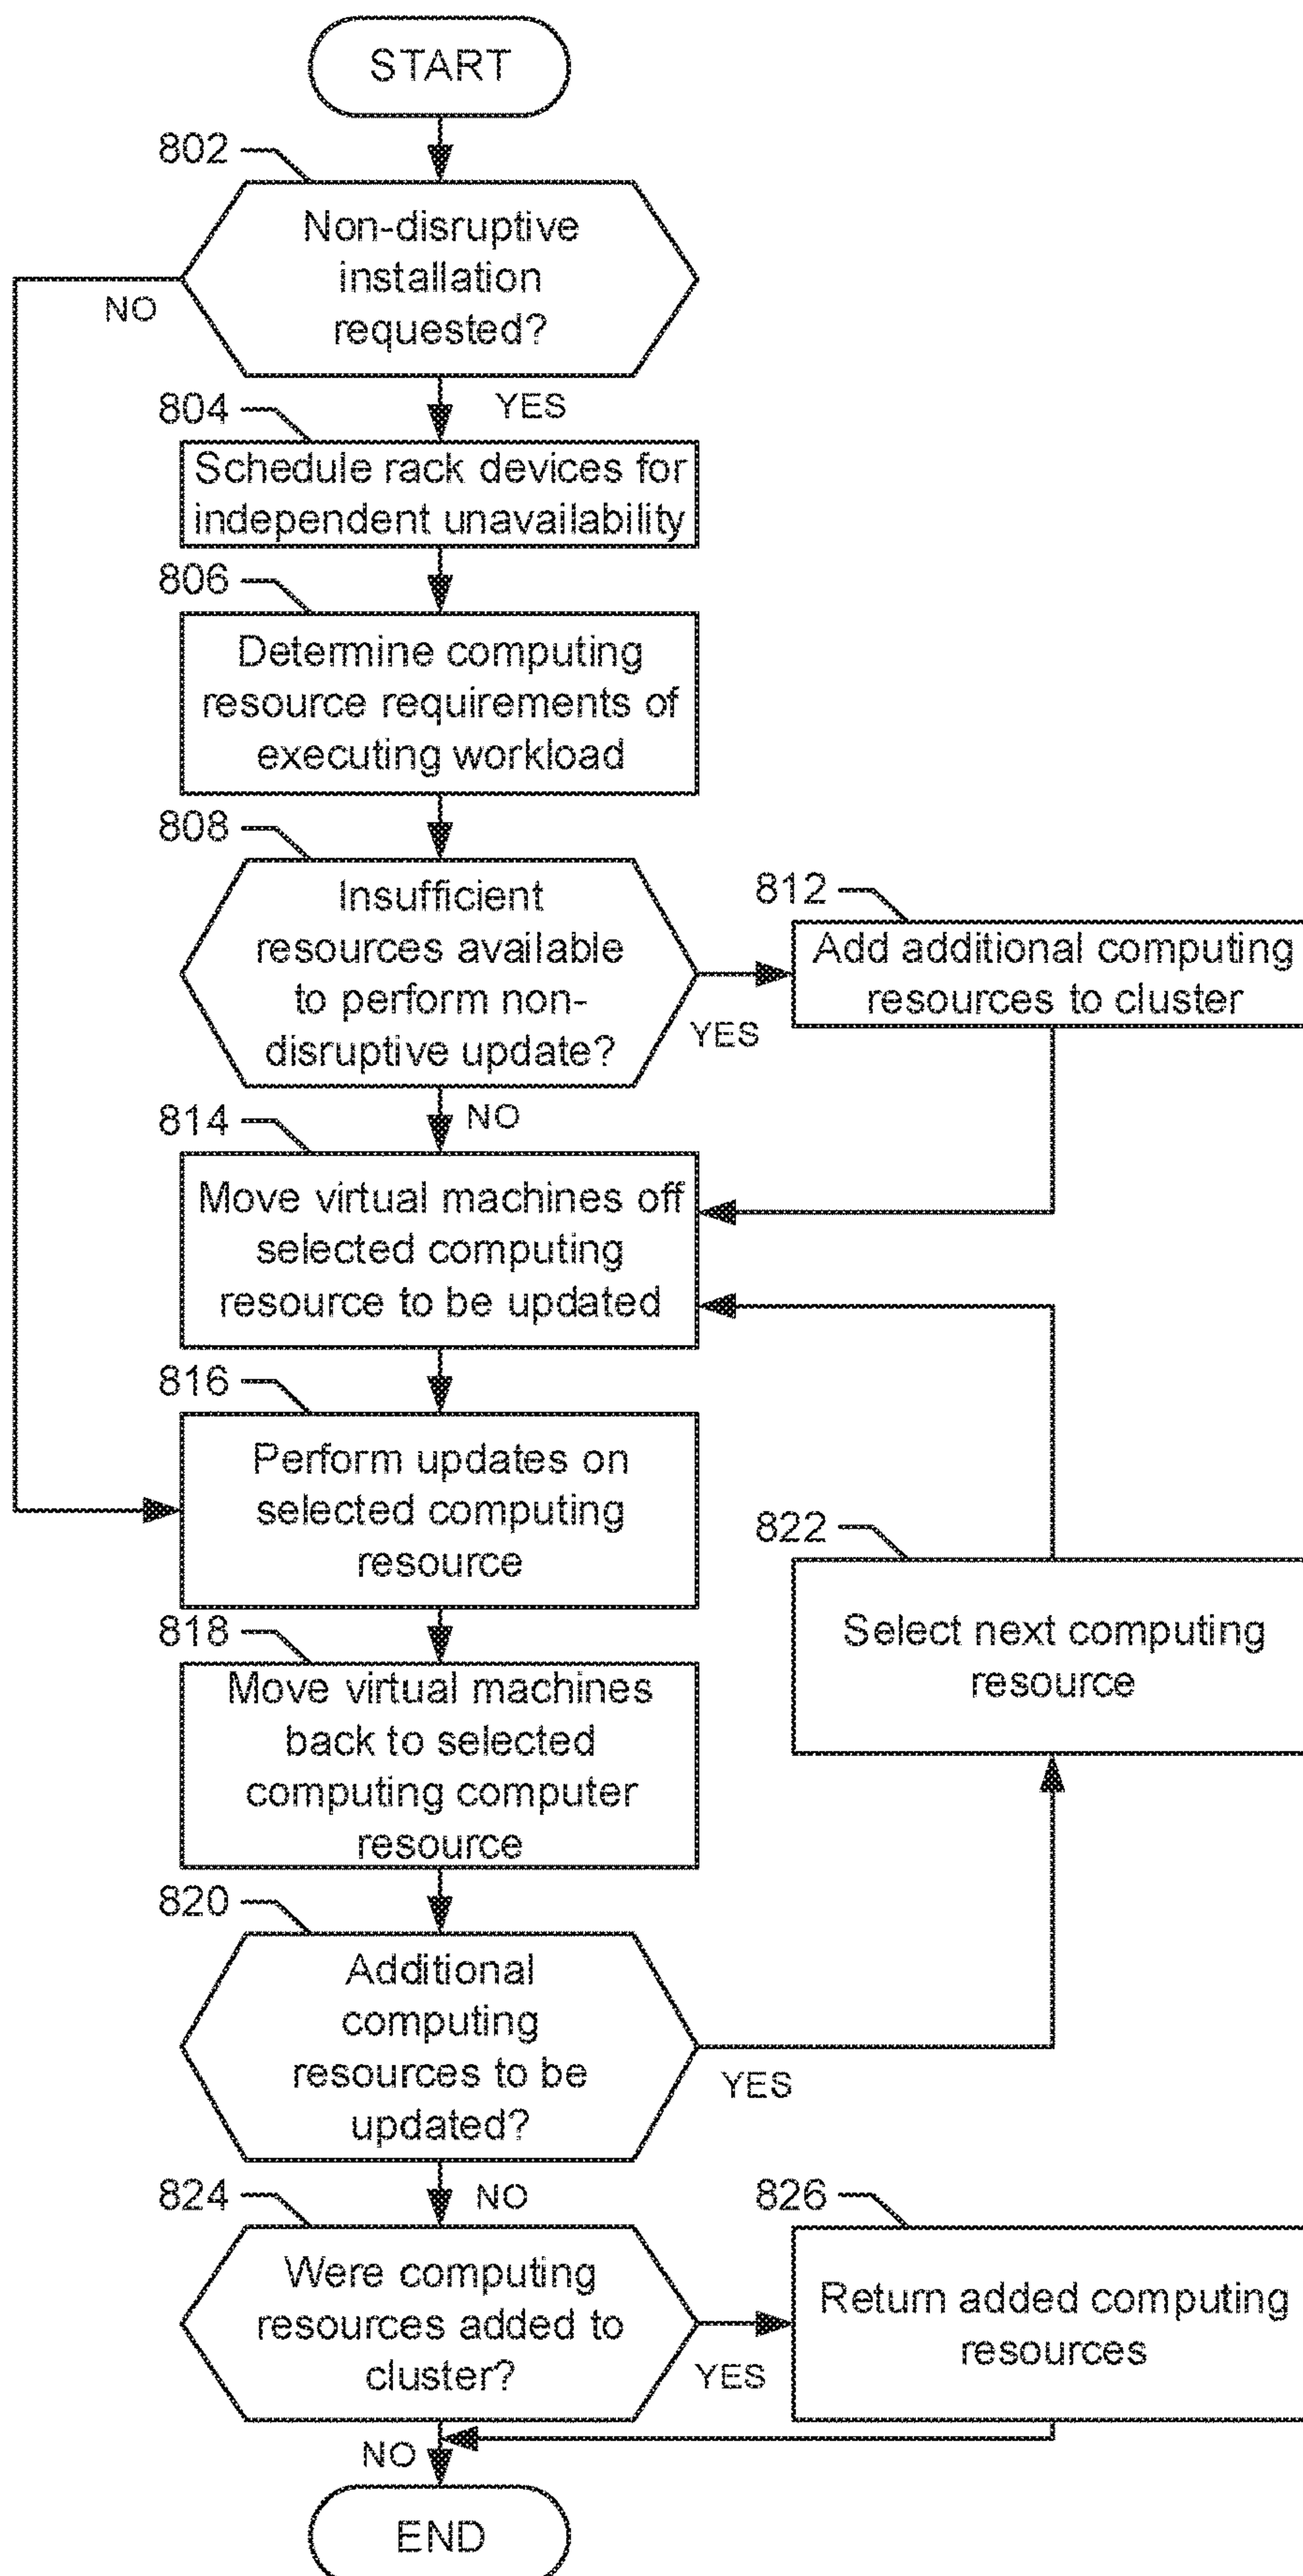 START
802
Non-disruptive
installation
requested?
NO
YES
804
Schedule rack devices for
independent unavailability
806
Determine computing
resource requirements of
executing workload
808
Insufficient
resources available
to perform non-
disruptive update?
YES
812
Add additional computing
resources to cluster
NO
814
Move virtual machines off
selected computing
resource to be updated
816
Perform updates on
selected computing
resource
822
Select next computing
resource
818
Move virtual machines
back to selected
computing computer
resource
820
Additional
computing
resources to be
updated?
YES
NO
824
Were computing
resources added to
cluster?
YES
826
Return added computing
resources
NO
END